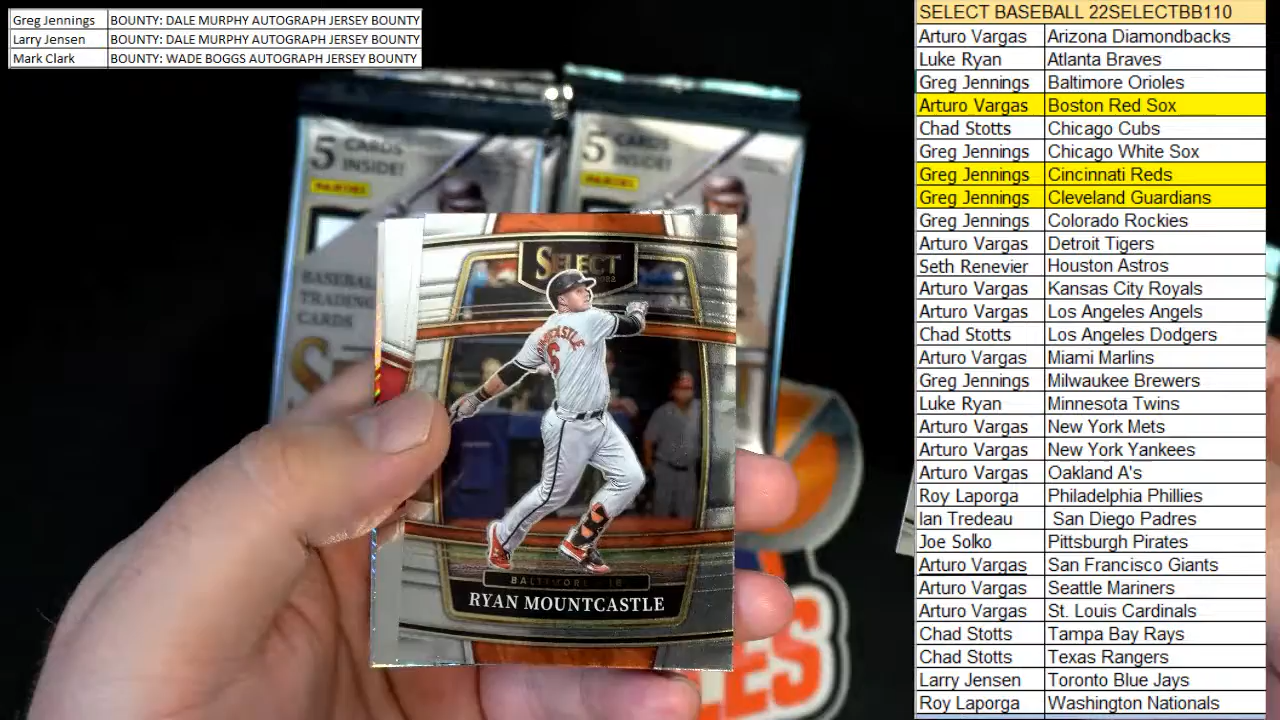 Greg Jennings BOUNTY: DALE MURPHY AUTOGRAPH JERSEY BOUNTY
Larry Jensen BOUNTY: DALE MURPHY AUTOGRAPH JERSEY BOUNTY
Mark Clark BOUNTY: WADE BOGGS AUTOGRAPH JERSEY BOUNTY
5 CARDS INSIDE!
PANINI
BASEBALL
TRADING
CARDS
5 CARDS INSIDE!
PANINI
SELECT
2022
MOUNTCASTLE
6
BALTIMORE - 1B
RYAN MOUNTCASTLE
LES
SELECT BASEBALL 22SELECTBB110
Arturo Vargas Arizona Diamondbacks
Luke Ryan Atlanta Braves
Greg Jennings Baltimore Orioles
Arturo Vargas Boston Red Sox
Chad Stotts Chicago Cubs
Greg Jennings Chicago White Sox
Greg Jennings Cincinnati Reds
Greg Jennings Cleveland Guardians
Greg Jennings Colorado Rockies
Arturo Vargas Detroit Tigers
Seth Renevier Houston Astros
Arturo Vargas Kansas City Royals
Arturo Vargas Los Angeles Angels
Chad Stotts Los Angeles Dodgers
Arturo Vargas Miami Marlins
Greg Jennings Milwaukee Brewers
Luke Ryan Minnesota Twins
Arturo Vargas New York Mets
Arturo Vargas New York Yankees
Arturo Vargas Oakland A's
Roy Laporga Philadelphia Phillies
Ian Tredeau San Diego Padres
Joe Solko Pittsburgh Pirates
Arturo Vargas San Francisco Giants
Arturo Vargas Seattle Mariners
Arturo Vargas St. Louis Cardinals
Chad Stotts Tampa Bay Rays
Chad Stotts Texas Rangers
Larry Jensen Toronto Blue Jays
Roy Laporga Washington Nationals